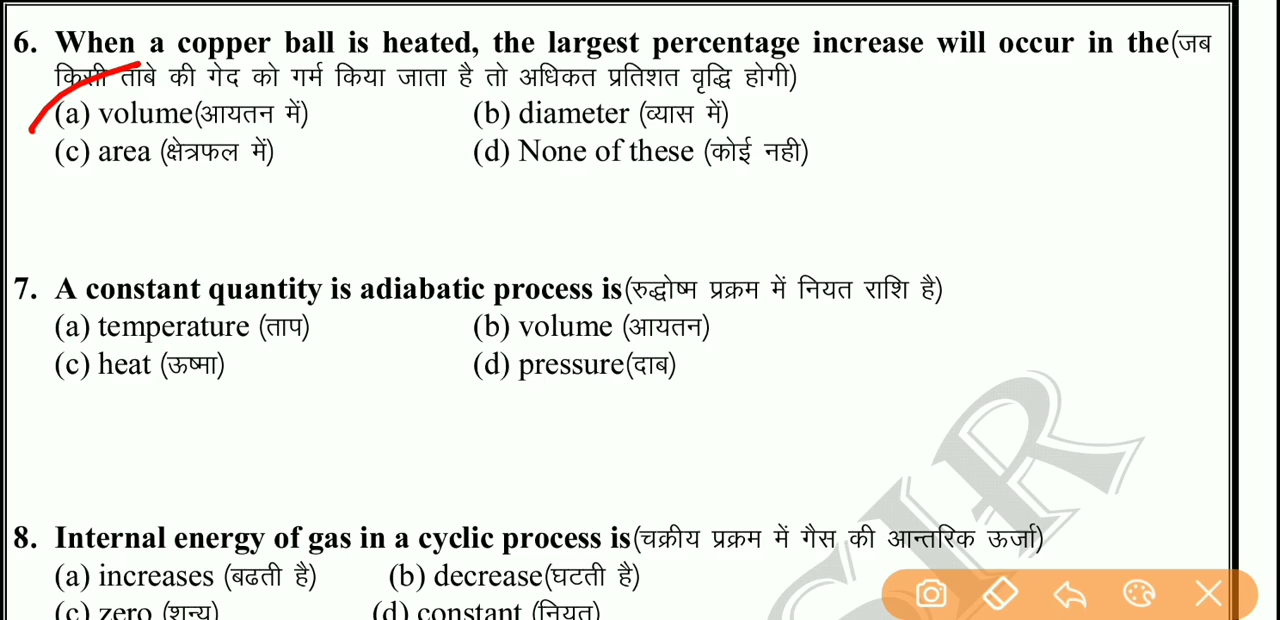 6. When a copper ball is heated, the largest percentage increase will occur in the(जब
किसी तांबे की गेद को गर्म किया जाता है तो अधिकत प्रतिशत वृद्धि होगी)
(a) volume(आयतन में) (b) diameter (व्यास में)
(c) area (क्षेत्रफल में) (d) None of these (कोई नही)
7. A constant quantity is adiabatic process is(रुद्धोष्म प्रक्रम में नियत राशि है)
(a) temperature (ताप) (b) volume (आयतन)
(c) heat (ऊष्मा) (d) pressure(दाब)
8. Internal energy of gas in a cyclic process is(चक्रीय प्रक्रम में गैस की आन्तरिक ऊर्जा)
(a) increases (बढती है) (b) decrease(घटती है)
(c) zero (शून्य) (d) constant (नियत)
SIR